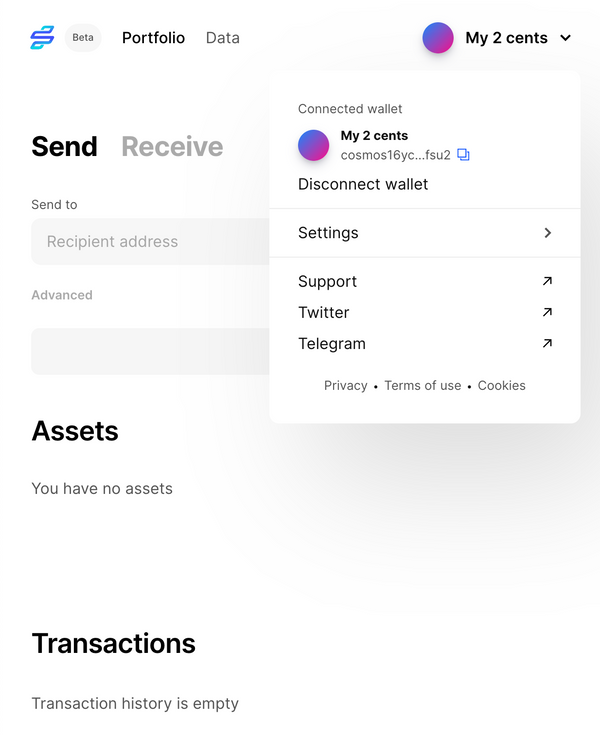 Beta Portfolio Data My 2 cents
Connected wallet
My 2 cents
cosmos16yc...fsu2
Disconnect wallet
Settings
Support
Twitter
Telegram
Privacy • Terms of use • Cookies
Send Receive
Send to
Recipient address
Advanced
Assets
You have no assets
Transactions
Transaction history is empty